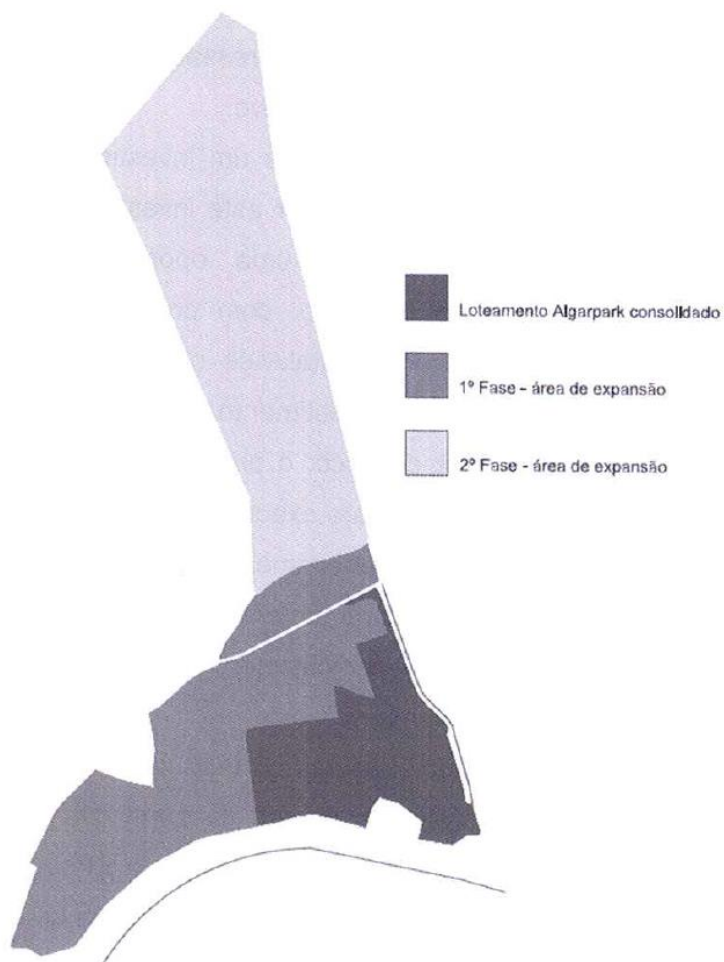 Loteamento Algarpark consolidado
1º Fase - área de expansão
2º Fase - área de expansão